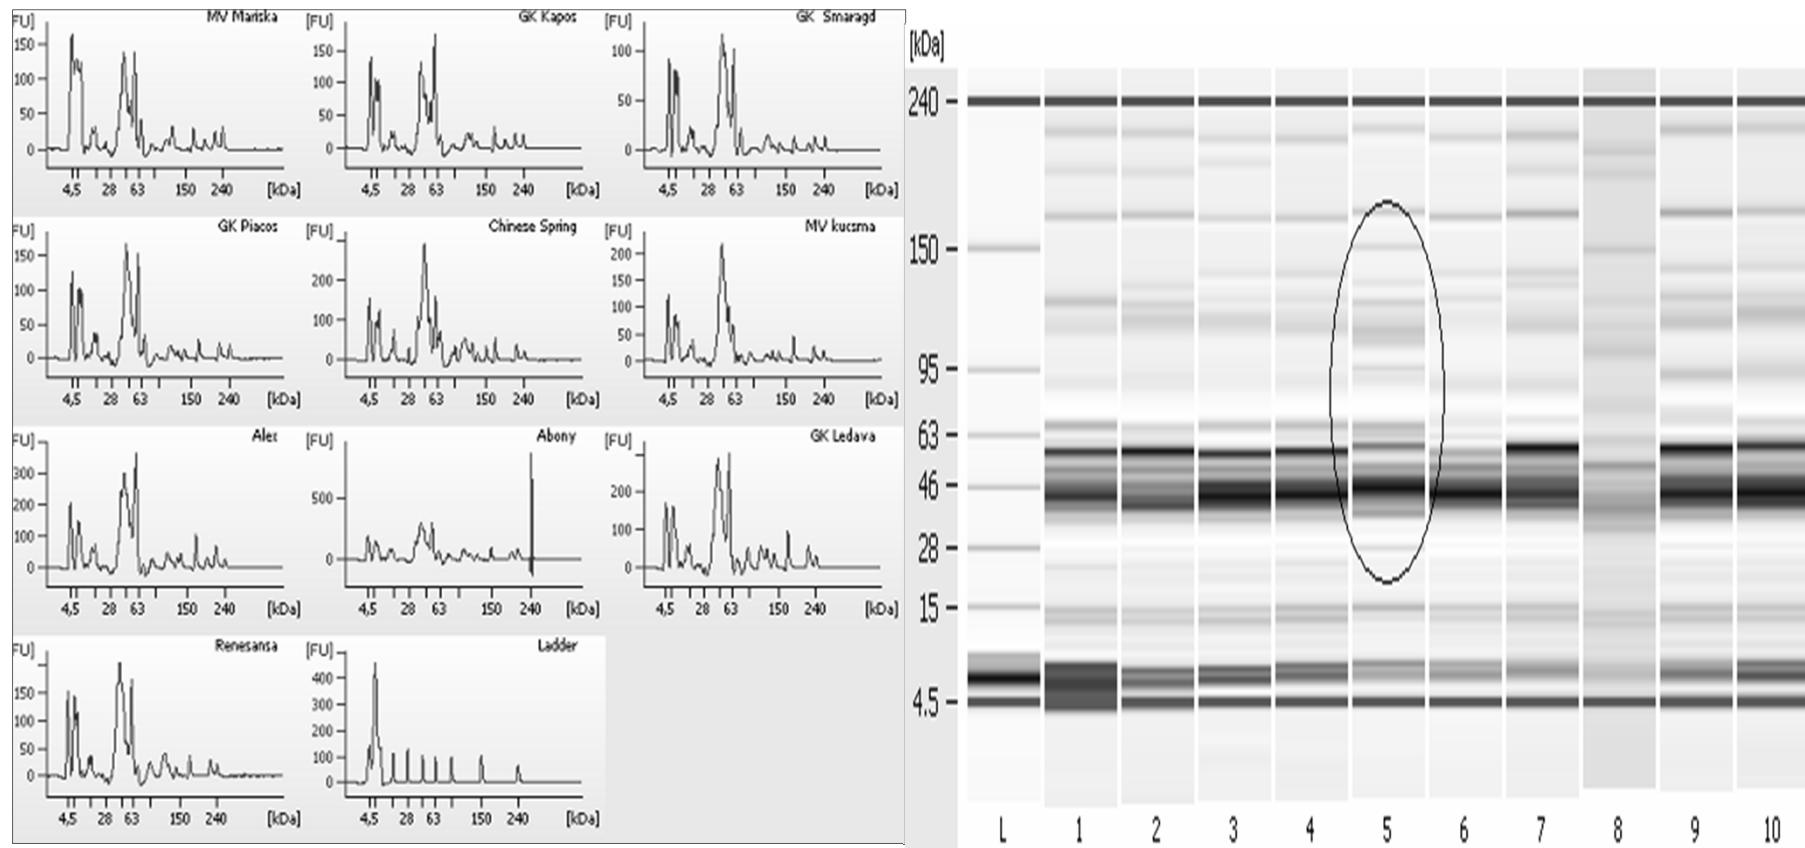 FU] MV Mariska
150
100
50
0
4,5 28 63 150 240 [kDa]
[FU] GK Kapos
150
100
50
0
4,5 28 63 150 240 [kDa]
[FU] GK Smaragd
100
50
0
4,5 28 63 150 240 [kDa]
FU] GK Piacos
150
100
50
0
4,5 28 63 150 240 [kDa]
[FU] Chinese Spring
200
100
0
4,5 28 63 150 240 [kDa]
[FU] MV kucsma
200
150
100
50
0
4,5 28 63 150 240 [kDa]
FU] Alex
300
200
100
0
4,5 28 63 150 240 [kDa]
[FU] Abony
500
0
4,5 28 63 150 240 [kDa]
[FU] GK Ledava
200
100
0
4,5 28 63 150 240 [kDa]
FU] Renesansa
150
100
50
0
4,5 28 63 150 240 [kDa]
[FU] Ladder
400
300
200
100
0
4,5 28 63 150 240 [kDa]
[kDa]
240
150
95
63
46
28
15
4.5
L 1 2 3 4 5 6 7 8 9 10